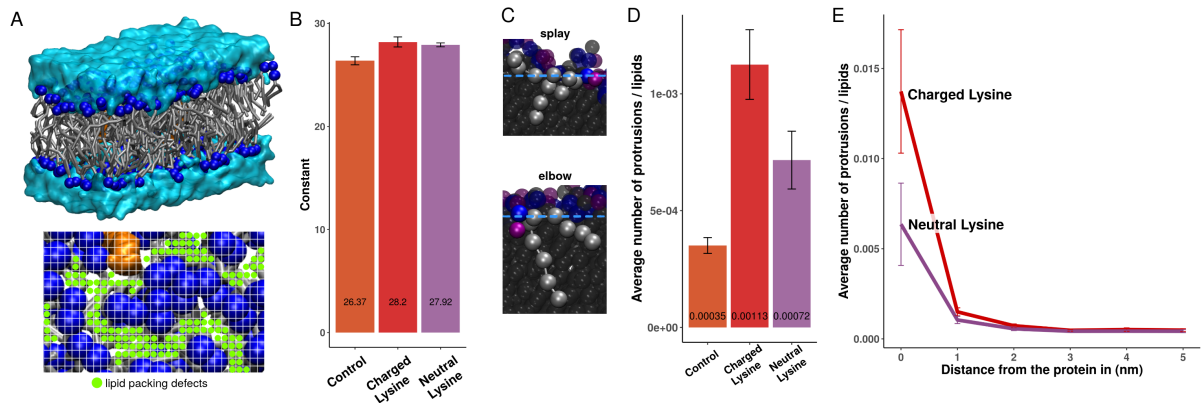 A
lipid packing defects
B
Constant
30
20
10
0
26.37
28.2
27.92
Control
Charged
Lysine
Neutral
Lysine
C
splay
elbow
D
Average number of protrusions / lipids
1e-03
5e-04
0e+00
0.00035
0.00113
0.00072
Control
Charged
Lysine
Neutral
Lysine
E
Average number of protrusions / lipids
0.015
0.010
0.005
0.000
Charged Lysine
Neutral Lysine
0 1 2 3 4 5
Distance from the protein in (nm)